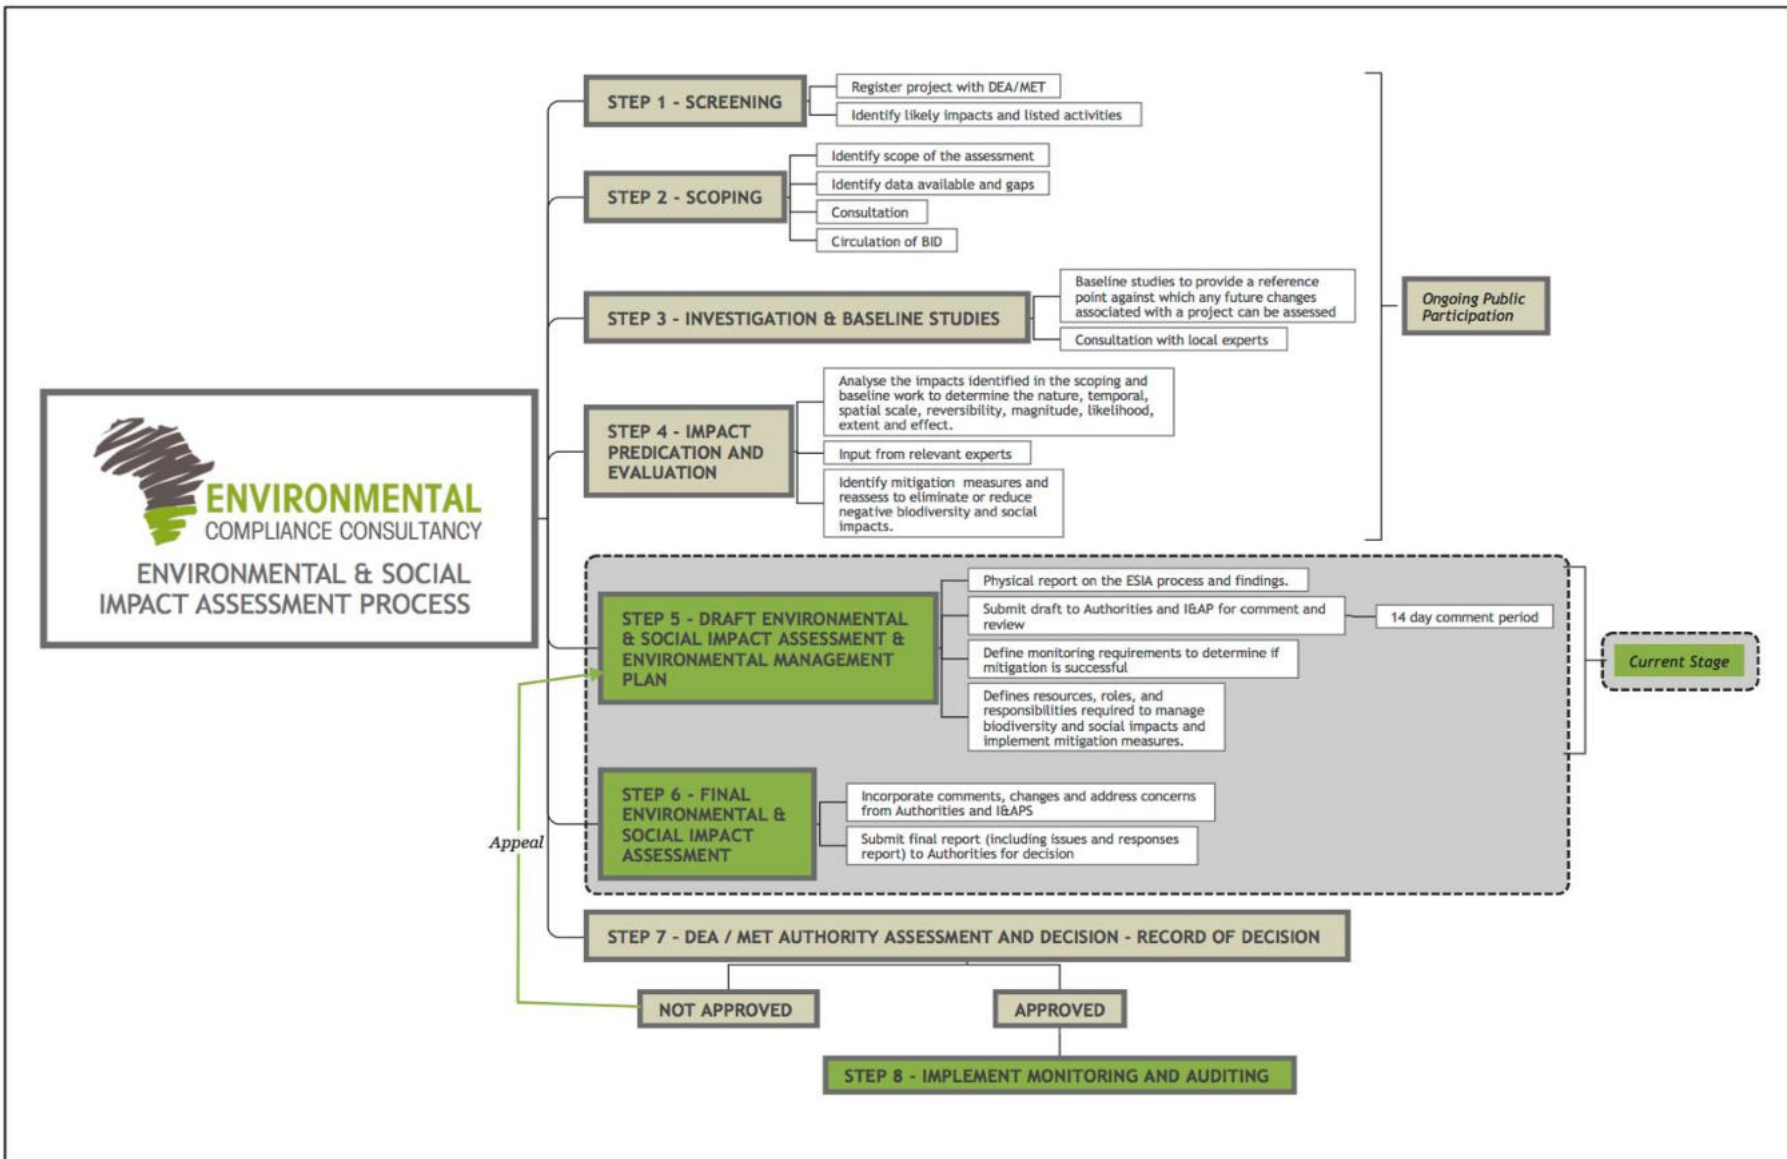 ENVIRONMENTAL
COMPLIANCE CONSULTANCY
ENVIRONMENTAL & SOCIAL
IMPACT ASSESSMENT PROCESS
STEP 1 - SCREENING
Register project with DEA/MET
Identify likely impacts and listed activities
STEP 2 - SCOPING
Identify scope of the assessment
Identify data available and gaps
Consultation
Circulation of BID
STEP 3 - INVESTIGATION & BASELINE STUDIES
Baseline studies to provide a reference
point against which any future changes
associated with a project can be assessed
Consultation with local experts
STEP 4 - IMPACT
PREDICATION AND
EVALUATION
Analyse the impacts identified in the scoping and
baseline work to determine the nature, temporal,
spatial scale, reversibility, magnitude, likelihood,
extent and effect.
Input from relevant experts
Identify mitigation measures and
reassess to eliminate or reduce
negative biodiversity and social
impacts.
Ongoing Public
Participation
STEP 5 - DRAFT ENVIRONMENTAL
& SOCIAL IMPACT ASSESSMENT &
ENVIRONMENTAL MANAGEMENT
PLAN
Physical report on the ESIA process and findings.
Submit draft to Authorities and I&AP for comment and
review
14 day comment period
Define monitoring requirements to determine if
mitigation is successful
Defines resources, roles, and
responsibilities required to manage
biodiversity and social impacts and
implement mitigation measures.
Current Stage
STEP 6 - FINAL
ENVIRONMENTAL &
SOCIAL IMPACT
ASSESSMENT
Incorporate comments, changes and address concerns
from Authorities and I&APS
Submit final report (including issues and responses
report) to Authorities for decision
Appeal
STEP 7 - DEA / MET AUTHORITY ASSESSMENT AND DECISION - RECORD OF DECISION
NOT APPROVED
APPROVED
STEP 8 - IMPLEMENT MONITORING AND AUDITING